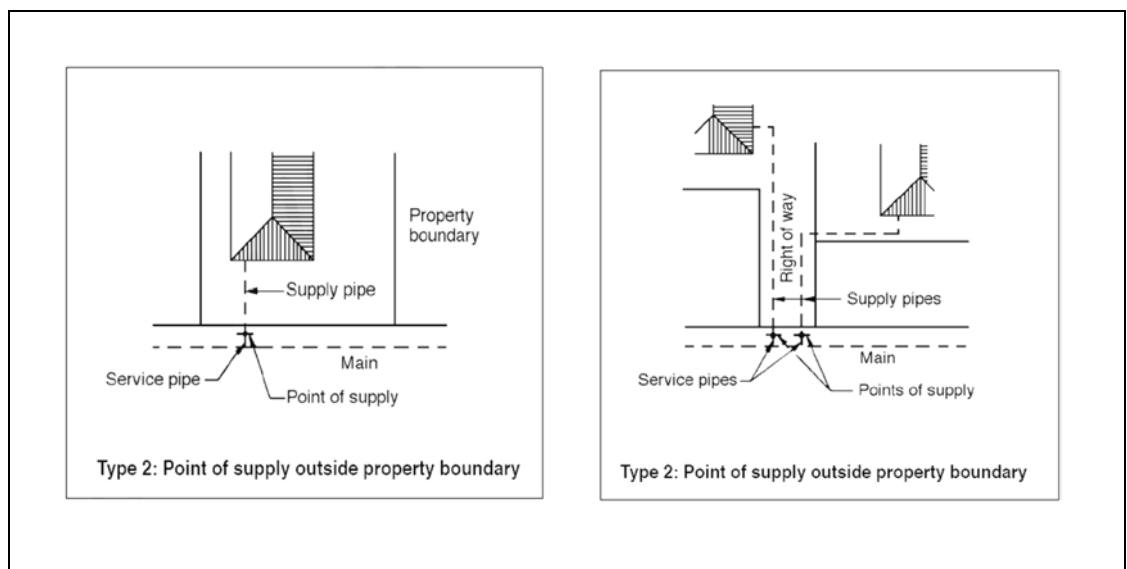 Property
boundary
Supply pipe
Main
Service pipe
Point of supply
Type 2: Point of supply outside property boundary
Right of way
Supply pipes
Main
Service pipes
Points of supply
Type 2: Point of supply outside property boundary